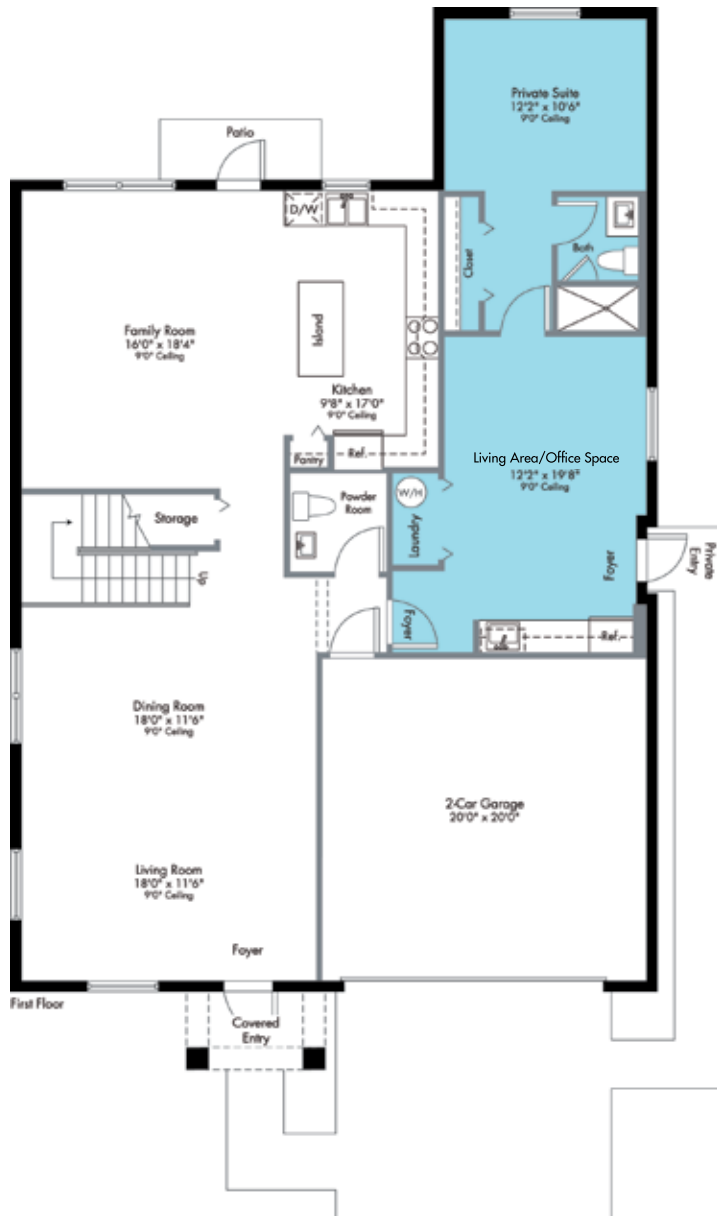 Private Suite
12'2" x 10'6"
9'0" Ceiling
Patio
D/W
Bath
Closet
Family Room
16'0" x 18'4"
9'0" Ceiling
Island
Kitchen
9'8" x 17'0"
9'0" Ceiling
Pantry
Ref.
Living Area/Office Space
12'2" x 19'8"
9'0" Ceiling
W/H
Laundry
Powder
Room
Storage
Up
Foyer
Private
Entry
Foyer
Ref.
Dining Room
18'0" x 11'6"
9'0" Ceiling
2-Car Garage
20'0" x 20'0"
Living Room
18'0" x 11'6"
9'0" Ceiling
Foyer
First Floor
Covered
Entry